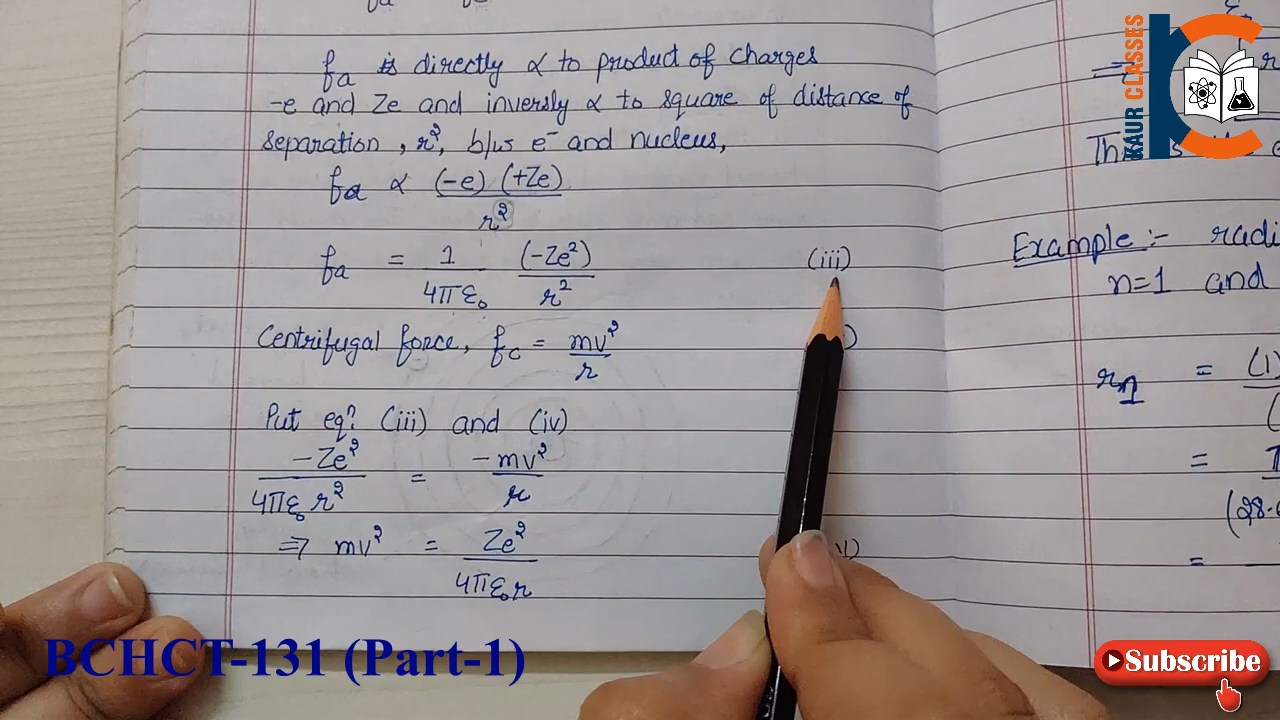 fa is directly α to product of charges
-e and Ze and inversly α to square of distance of
separation , r², b/w e⁻ and nucleus,
fa α (-e) (+Ze) / r²
fa = 1/4πε₀ (-Ze²)/r² (iii)
Centrifugal force, fc = mv²/r
Put eqⁿ (iii) and (iv)
-Ze²/4πε₀r² = -mv²/r
⇒ mv² = Ze²/4πε₀r
Example :- radi
n=1 and
r1 = (1)
=
=
KAUR CLASSES
BCHCT-131 (Part-1)
Subscribe